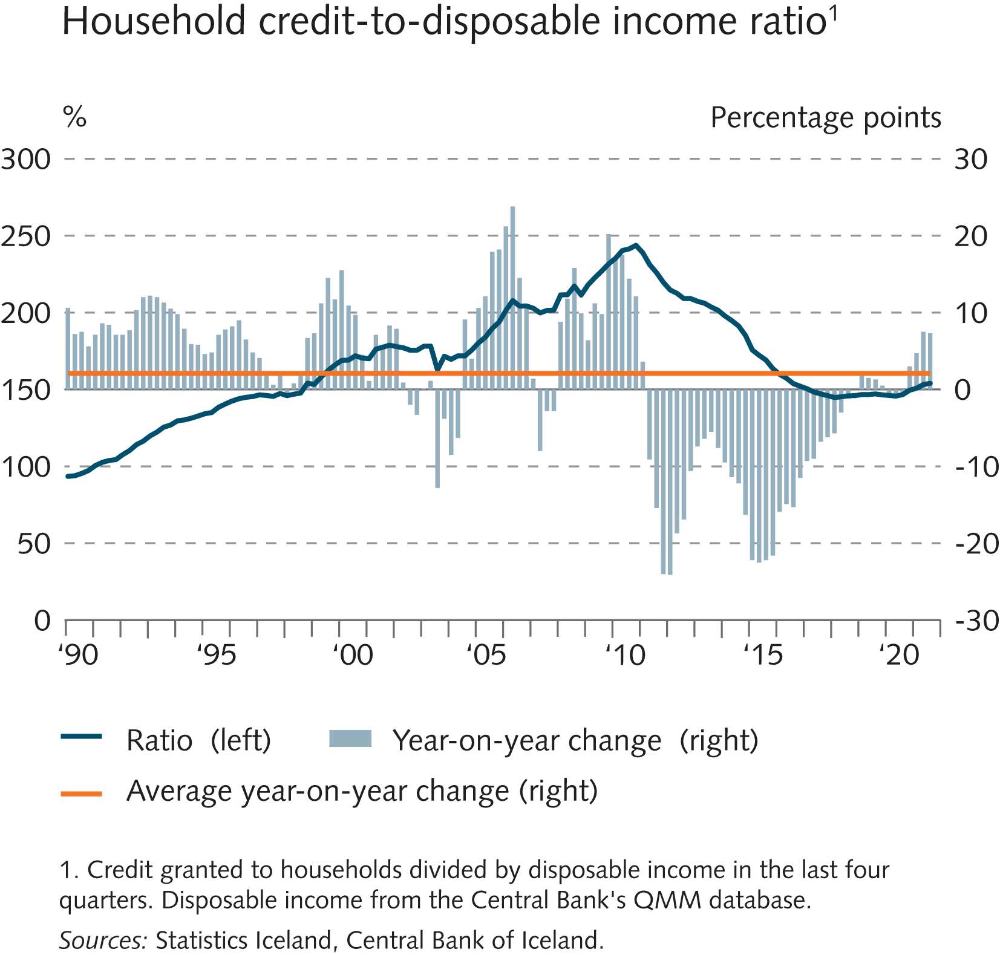 Household credit-to-disposable income ratio¹
% Percentage points
300 30
250 20
200 10
150 0
100 -10
50 -20
0 -30
‘90 ‘95 ‘00 ‘05 ‘10 ‘15 ‘20
Ratio (left) Year-on-year change (right)
Average year-on-year change (right)
1. Credit granted to households divided by disposable income in the last four
quarters. Disposable income from the Central Bank's QMM database.
Sources: Statistics Iceland, Central Bank of Iceland.